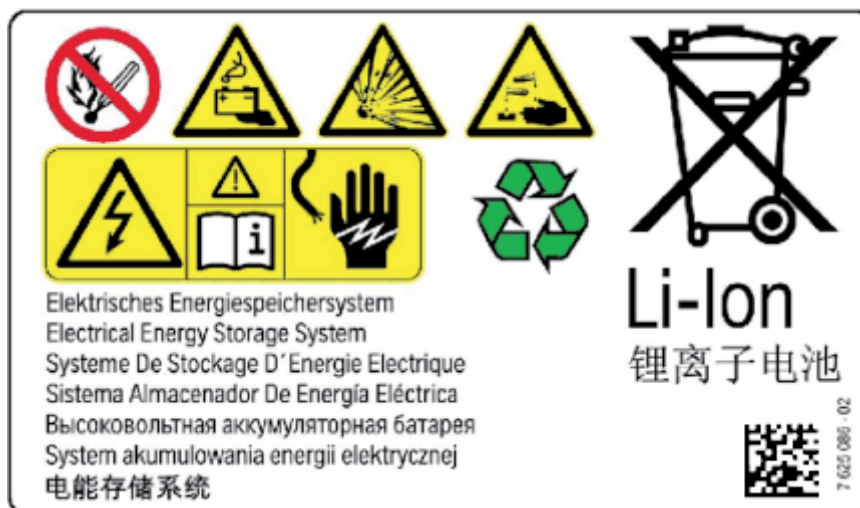 i
Elektrisches Energiespeichersystem
Electrical Energy Storage System
Systeme De Stockage D´Energie Electrique
Sistema Almacenador De Energía Eléctrica
Высоковольтная аккумуляторная батарея
System akumulowania energii elektrycznej
电能存储系统
Li-Ion
锂离子电池
7 625 086 - 02